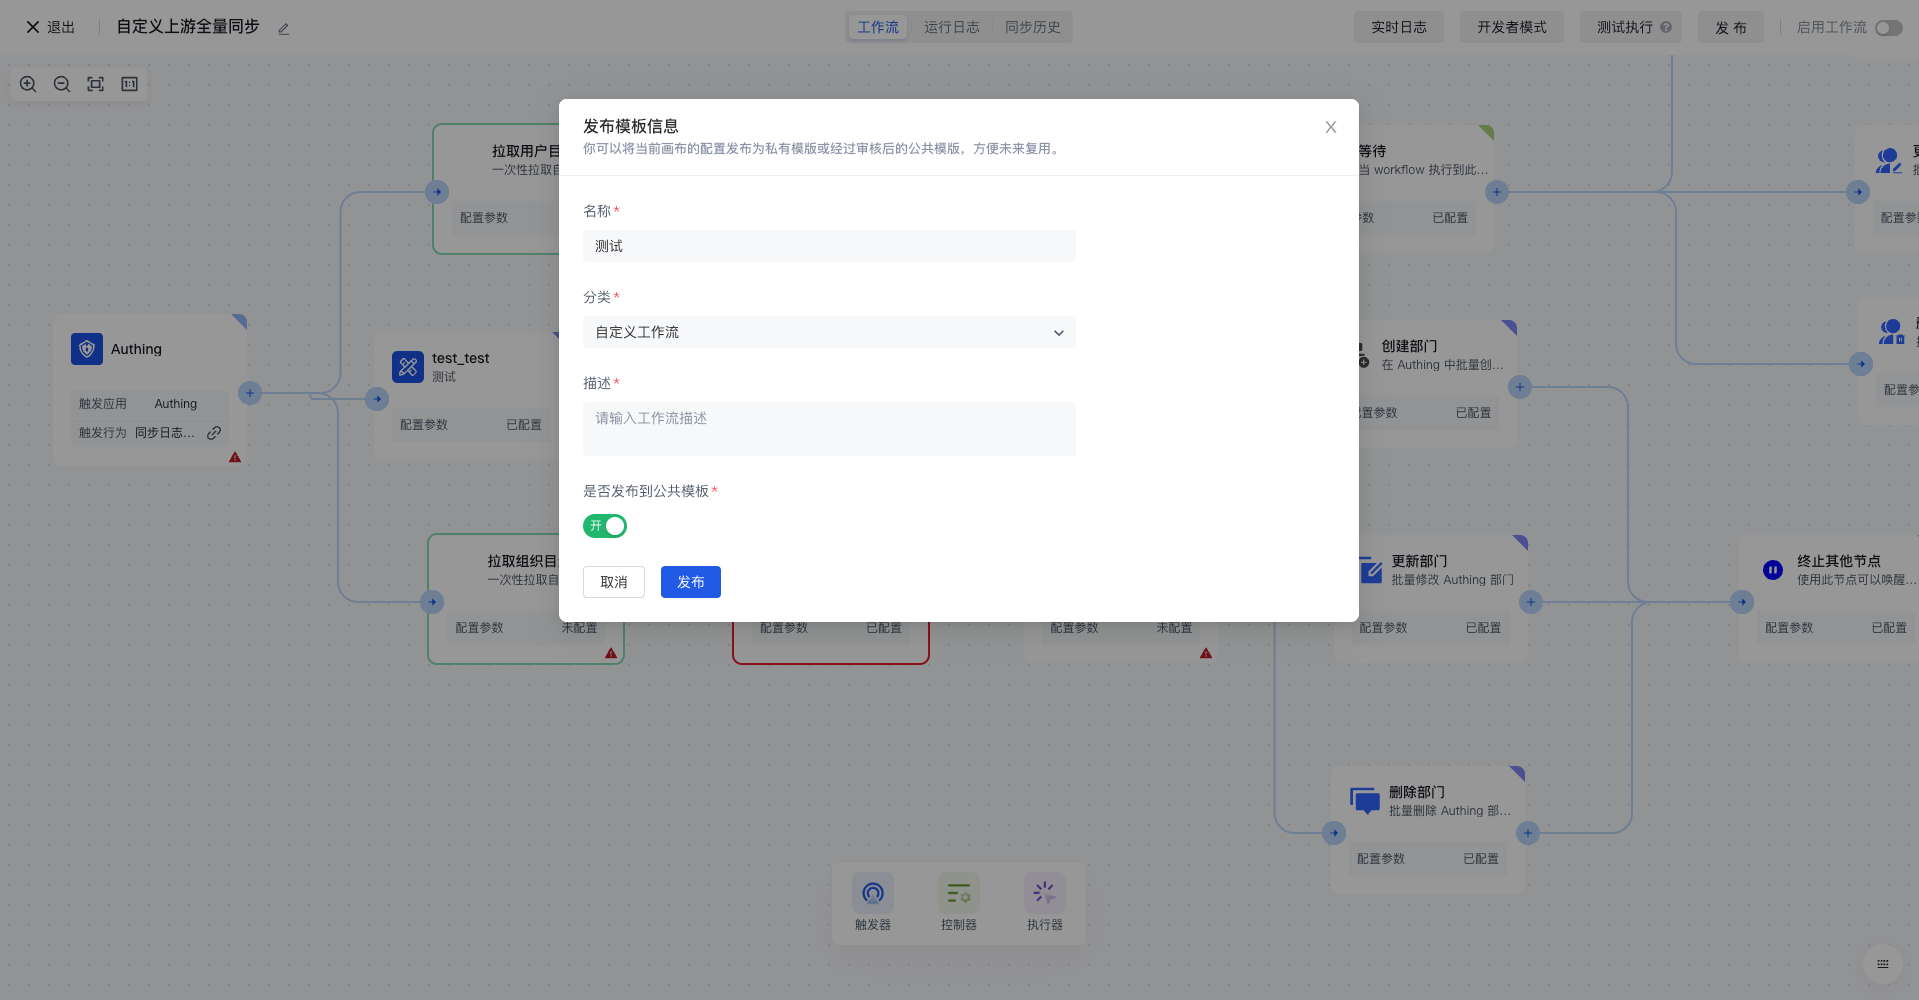 退出
自定义上游全量同步
工作流
运行日志
同步历史
实时日志
开发者模式
测试执行
发 布
启用工作流
发布模板信息
你可以将当前画布的配置发布为私有模版或经过审核后的公共模版，方便未来复用。
名称*
测试
分类*
自定义工作流
描述*
请输入工作流描述
是否发布到公共模板*
开
取消
发布
拉取用户目
一次性拉取自
配置参数
Authing
触发应用 Authing
触发行为 同步日志...
test_test
测试
配置参数 已配置
拉取组织目
一次性拉取自
配置参数 未配置
配置参数 已配置
配置参数 未配置
等待
当 workflow 执行到此...
已配置
创建部门
在 Authing 中批量创...
置参数 已配置
更新部门
批量修改 Authing 部门
配置参数 已配置
删除部门
批量删除 Authing 部...
配置参数 已配置
终止其他节点
使用此节点可以唤醒...
配置参数 已配置
触发器
控制器
执行器